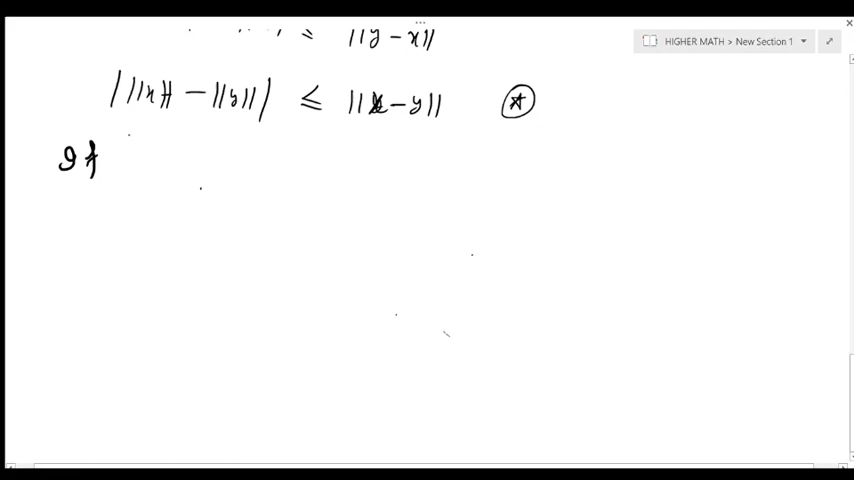 ≤ ||y - x||
HIGHER MATH > New Section 1
| ||x|| - ||y|| | ≤ ||x - y|| ⊛
If